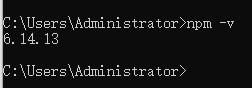 C:\Users\Administrator>npm -v
6.14.13
C:\Users\Administrator>